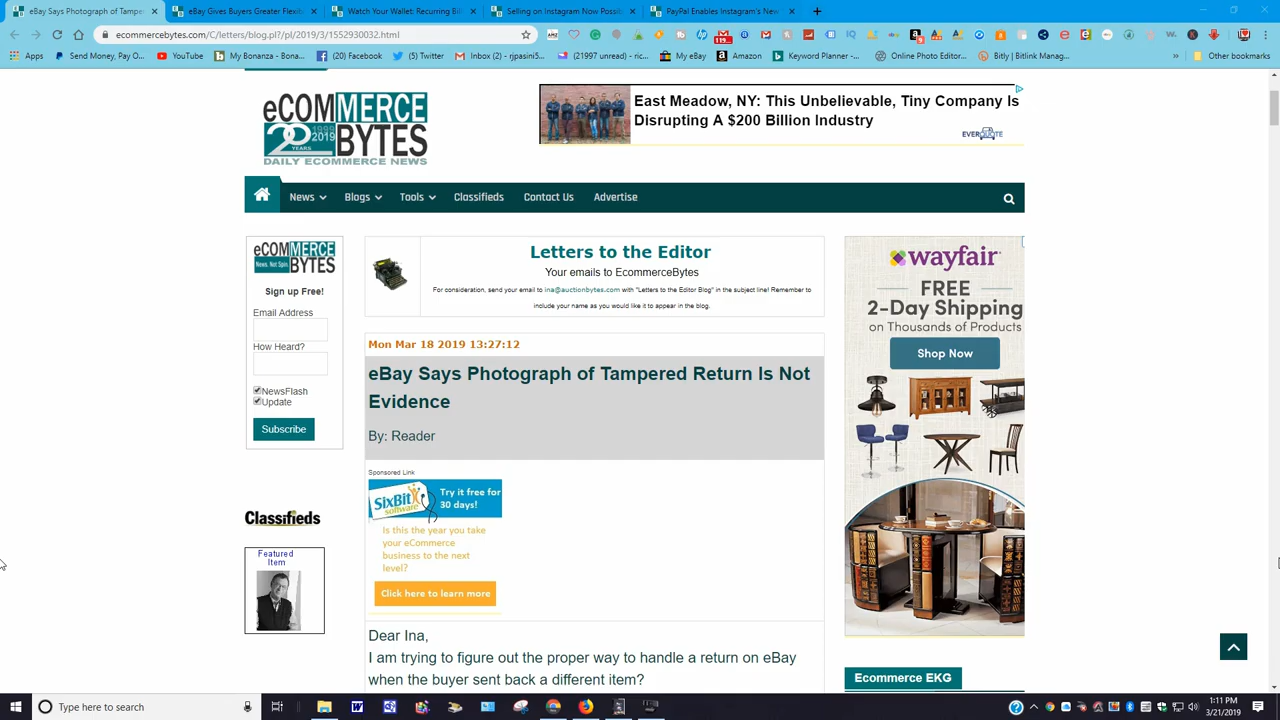 eBay Says Photograph of Tampe
eBay Gives Buyers Greater Flexib
Watch Your Wallet: Recurring Bill
Selling on Instagram Now Possib
PayPal Enables Instagram's New
ecommercebytes.com/C/letters/blog.pl?/pl/2019/3/1552930032.html
Apps
Send Money, Pay O...
YouTube
My Bonanza - Bona...
(20) Facebook
(5) Twitter
Inbox (2) - rjpasini5...
(21997 unread) - ric...
My eBay
Amazon
Keyword Planner -...
Online Photo Editor...
Bitly | Bitlink Manag...
Other bookmarks
eCOMMERCE
BYTES
20 YEARS
1999
2019
DAILY ECOMMERCE NEWS
East Meadow, NY: This Unbelievable, Tiny Company Is
Disrupting A $200 Billion Industry
EVERQUOTE
News
Blogs
Tools
Classifieds
Contact Us
Advertise
eCOMMERCE
News. Not Spin.
BYTES
Sign up Free!
Email Address
How Heard?
NewsFlash
Update
Subscribe
Classifieds
Featured
Item
Letters to the Editor
Your emails to EcommerceBytes
For consideration, send your email to ina@auctionbytes.com with "Letters to the Editor Blog" in the subject line! Remember to
include your name as you would like it to appear in the blog.
Mon Mar 18 2019 13:27:12
eBay Says Photograph of Tampered Return Is Not
Evidence
By: Reader
Sponsored Link
SixBit
software
Try it free for
30 days!
Is this the year you take
your eCommerce
business to the next
level?
Click here to learn more
Dear Ina,
I am trying to figure out the proper way to handle a return on eBay
when the buyer sent back a different item?
wayfair
FREE
2-Day Shipping
on Thousands of Products
Shop Now
Ecommerce EKG
Type here to search
1:11 PM
3/21/2019